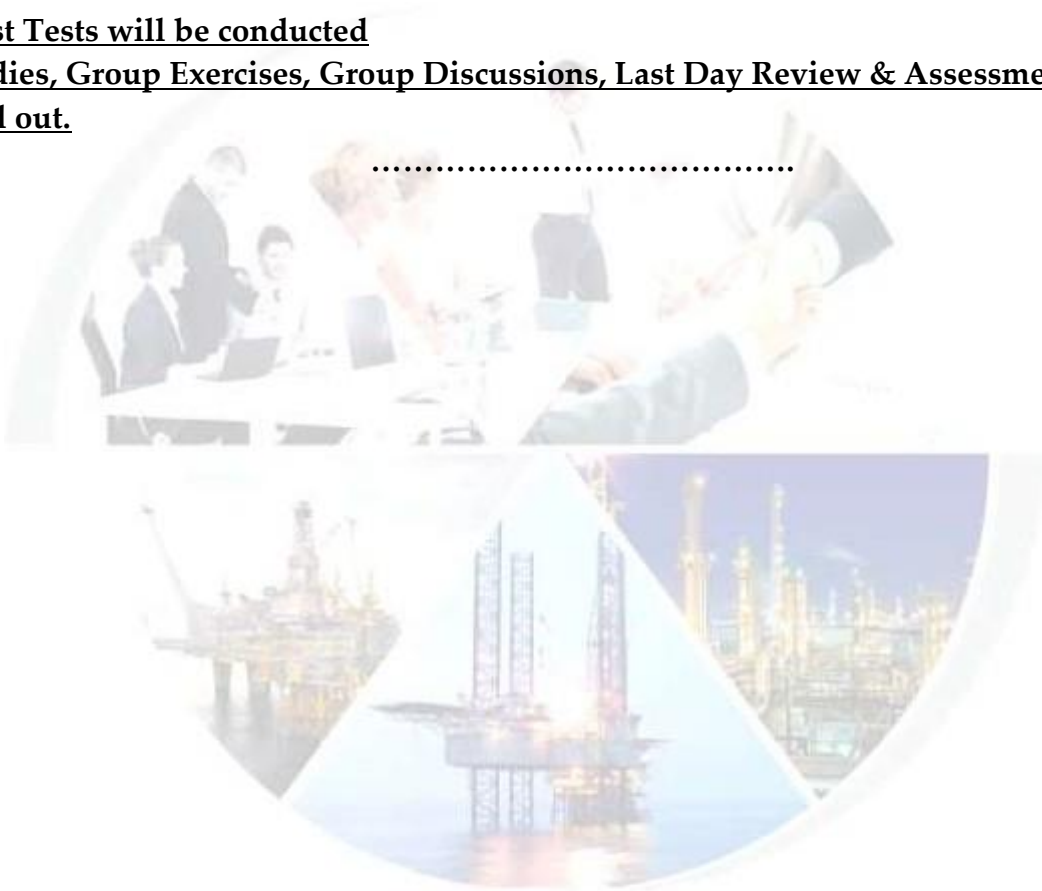 st Tests will be conducted
dies, Group Exercises, Group Discussions, Last Day Review & Assessme
d out.
…………………………………..